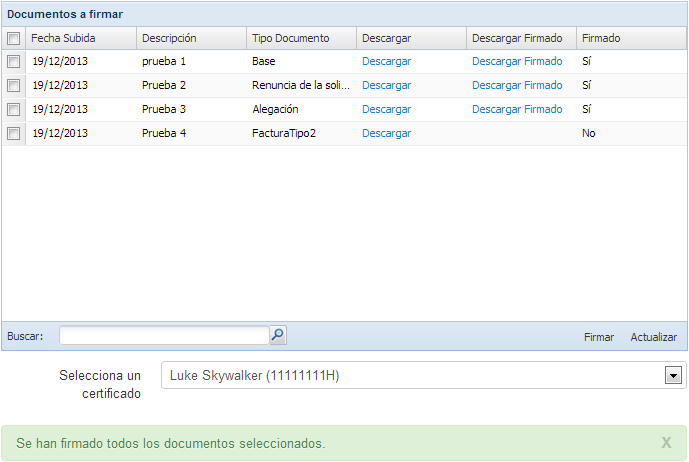 Documentos a firmar
Fecha Subida Descripción Tipo Documento Descargar Descargar Firmado Firmado
19/12/2013 prueba 1 Base Descargar Descargar Firmado Sí
19/12/2013 Prueba 2 Renuncia de la soli... Descargar Descargar Firmado Sí
19/12/2013 Prueba 3 Alegación Descargar Descargar Firmado Sí
19/12/2013 Prueba 4 FacturaTipo2 Descargar No
Buscar: Firmar Actualizar
Selecciona un Luke Skywalker (11111111H)
certificado
Se han firmado todos los documentos seleccionados. X